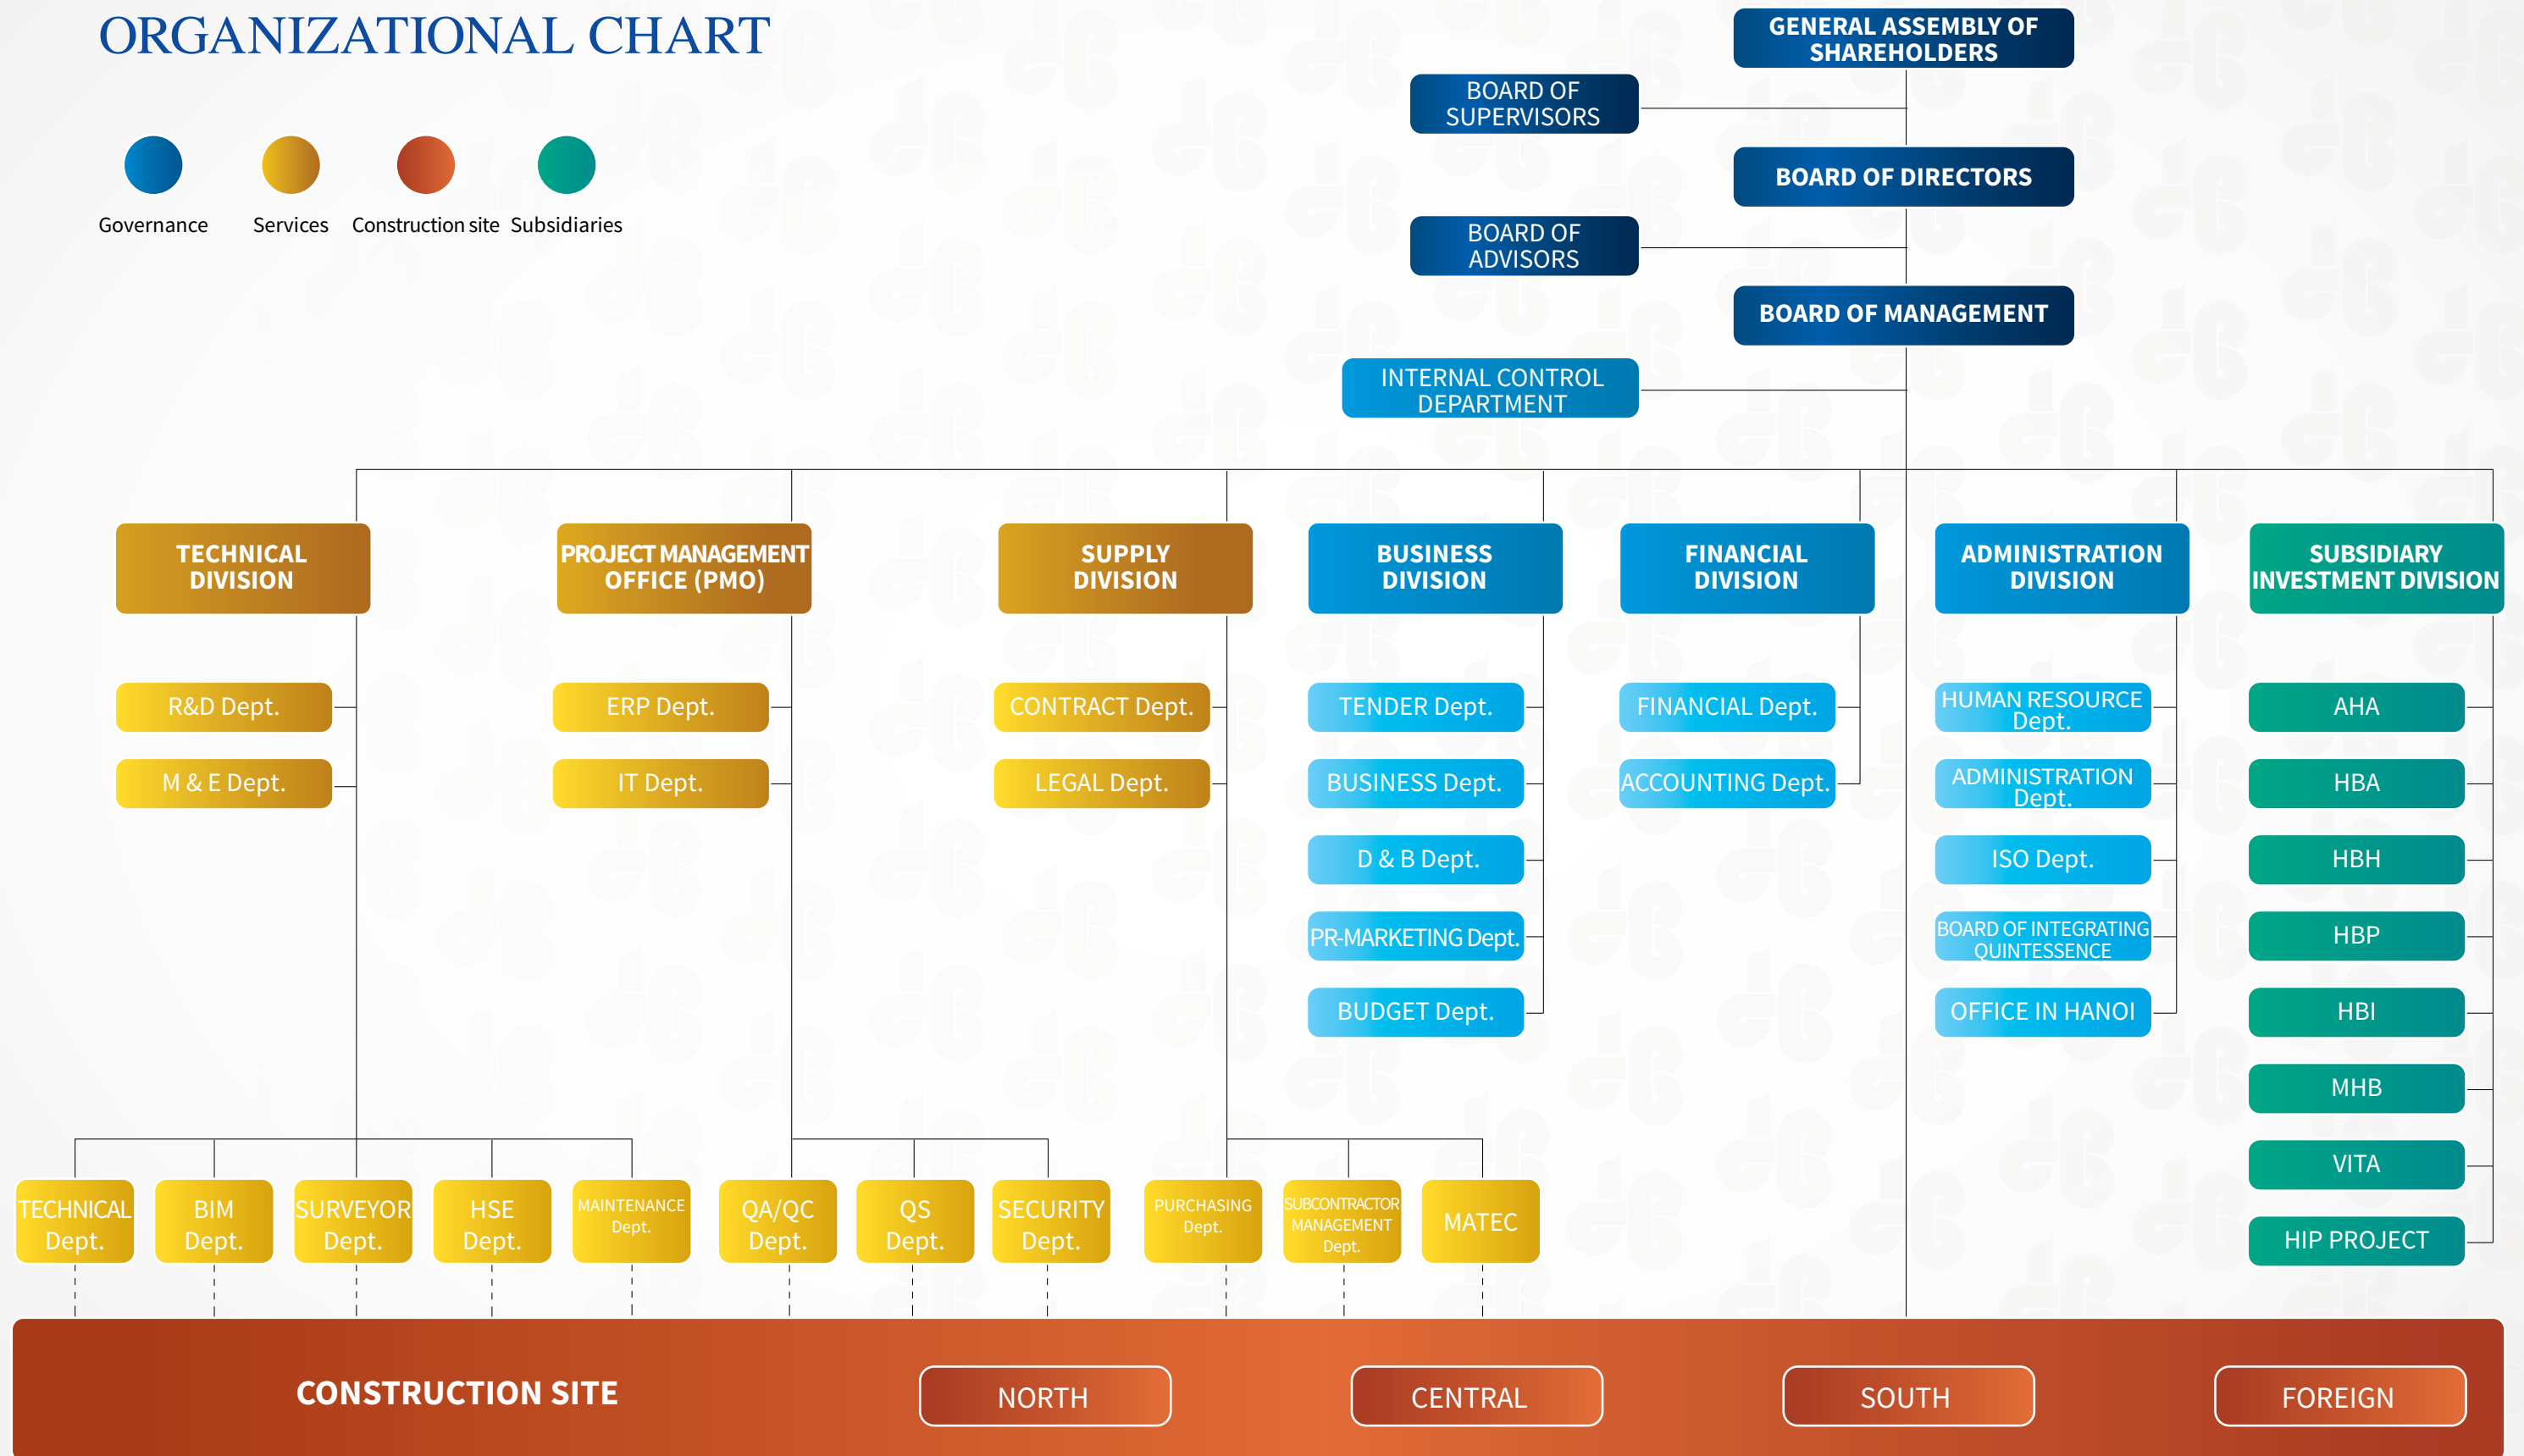 ORGANIZATIONAL CHART
GENERAL ASSEMBLY OF
SHAREHOLDERS
BOARD OF
SUPERVISORS
BOARD OF DIRECTORS
Governance
Services
Construction site
Subsidiaries
BOARD OF
ADVISORS
BOARD OF MANAGEMENT
INTERNAL CONTROL
DEPARTMENT
TECHNICAL
DIVISION
PROJECT MANAGEMENT
OFFICE (PMO)
SUPPLY
DIVISION
BUSINESS
DIVISION
FINANCIAL
DIVISION
ADMINISTRATION
DIVISION
SUBSIDIARY
INVESTMENT DIVISION
R&D Dept.
M & E Dept.
ERP Dept.
IT Dept.
CONTRACT Dept.
LEGAL Dept.
TENDER Dept.
BUSINESS Dept.
D & B Dept.
PR-MARKETING Dept.
BUDGET Dept.
FINANCIAL Dept.
ACCOUNTING Dept.
HUMAN RESOURCE
Dept.
ADMINISTRATION
Dept.
ISO Dept.
BOARD OF INTEGRATING
QUINTESSENCE
OFFICE IN HANOI
AHA
HBA
HBH
HBP
HBI
MHB
VITA
HIP PROJECT
TECHNICAL
Dept.
BIM
Dept.
SURVEYOR
Dept.
HSE
Dept.
MAINTENANCE
Dept.
QA/QC
Dept.
QS
Dept.
SECURITY
Dept.
PURCHASING
Dept.
SUBCONTRACTOR
MANAGEMENT
Dept.
MATEC
CONSTRUCTION SITE
NORTH
CENTRAL
SOUTH
FOREIGN